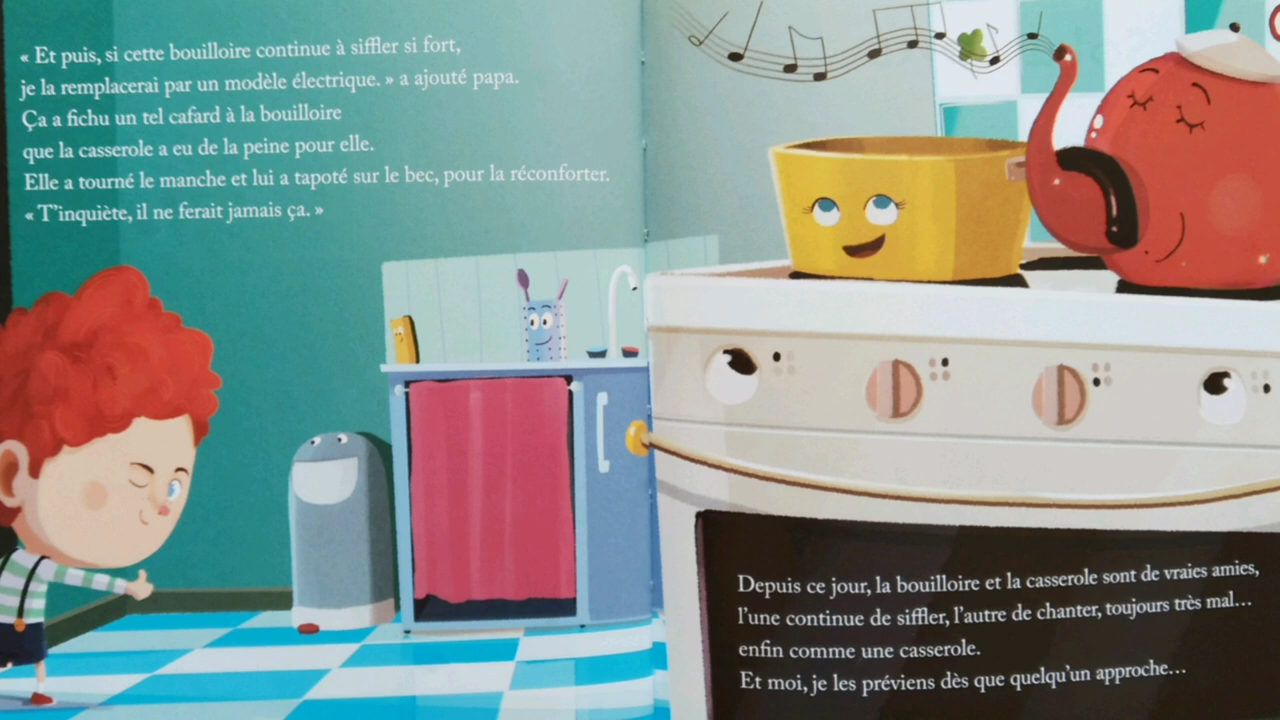 « Et puis, si cette bouilloire continue à siffler si fort,
je la remplacerai par un modèle électrique. » a ajouté papa.
Ça a fichu un tel cafard à la bouilloire
que la casserole a eu de la peine pour elle.
Elle a tourné le manche et lui a tapoté sur le bec, pour la réconforter.
« T'inquiète, il ne ferait jamais ça. »
Depuis ce jour, la bouilloire et la casserole sont de vraies amies,
l'une continue de siffler, l'autre de chanter, toujours très mal...
enfin comme une casserole.
Et moi, je les préviens dès que quelqu'un approche...